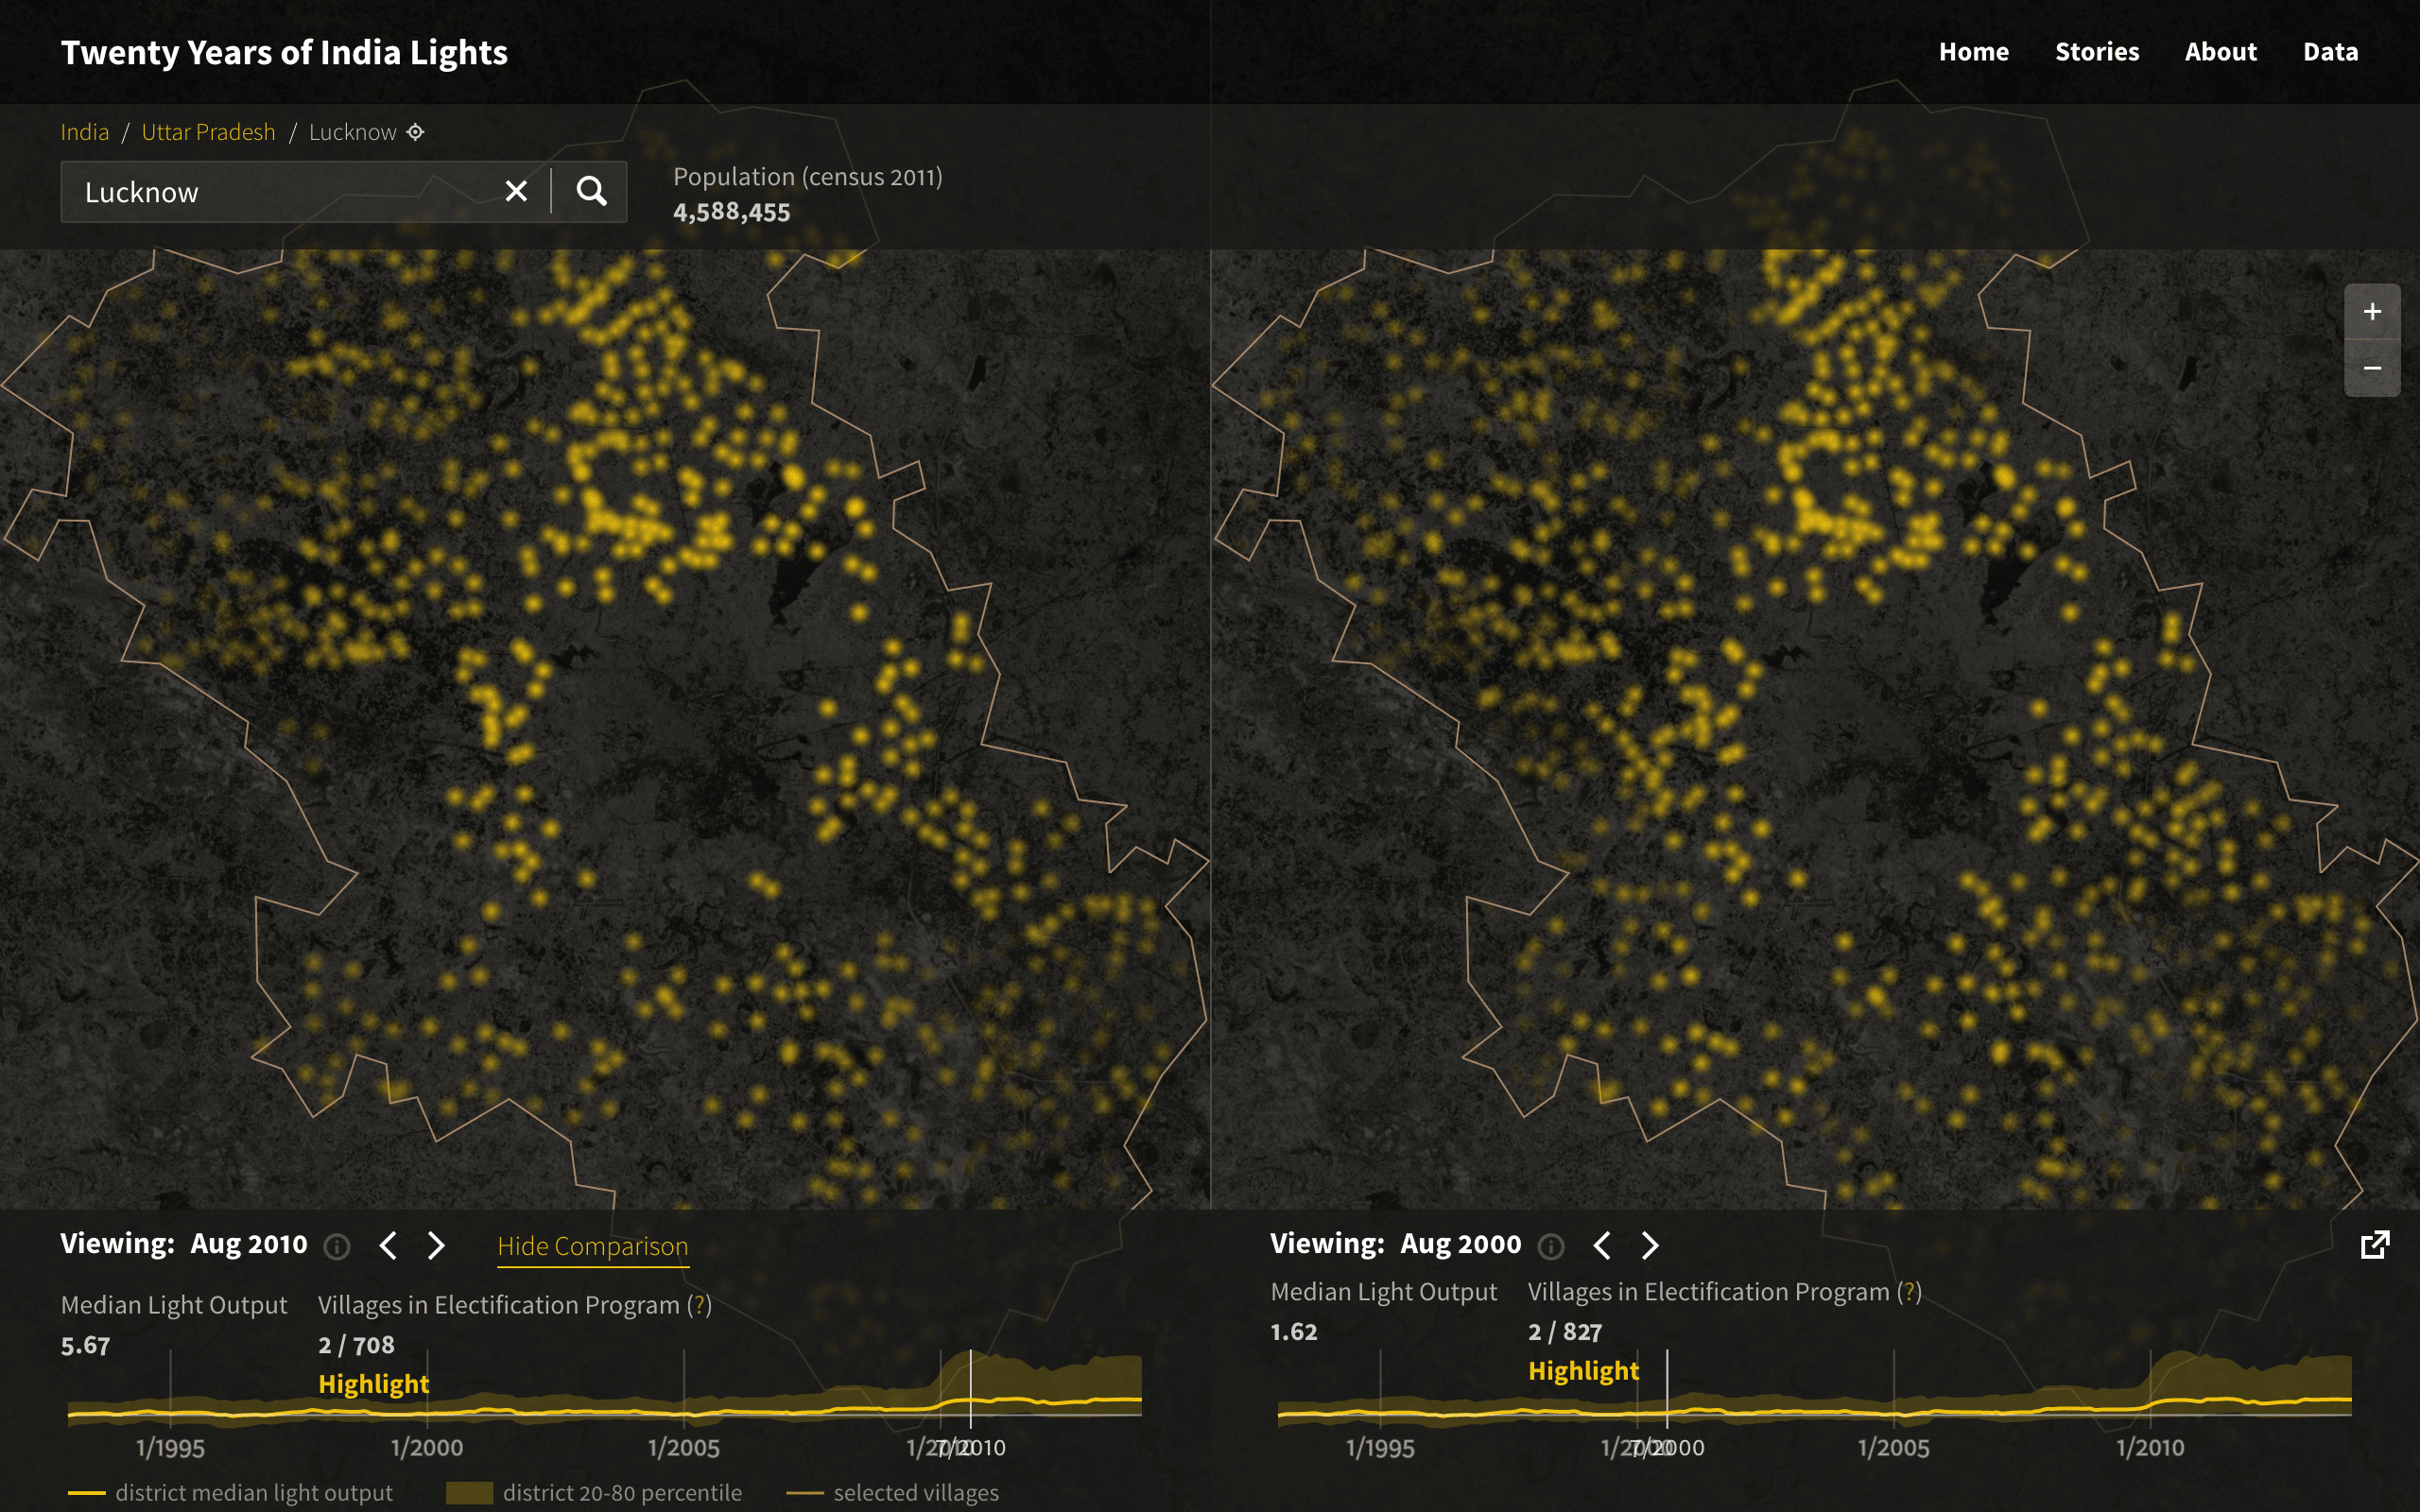 Twenty Years of India Lights
Home Stories About Data
India / Uttar Pradesh / Lucknow
Lucknow
Population (census 2011)
4,588,455
+
−
Viewing: Aug 2010
Hide Comparison
Median Light Output
5.67
Villages in Electification Program (?)
2 / 708
Highlight
1/1995 1/2000 1/2005 1/2010 7/2010
district median light output district 20-80 percentile selected villages
Viewing: Aug 2000
Median Light Output
1.62
Villages in Electification Program (?)
2 / 827
Highlight
1/1995 1/2000 7/2000 1/2005 1/2010